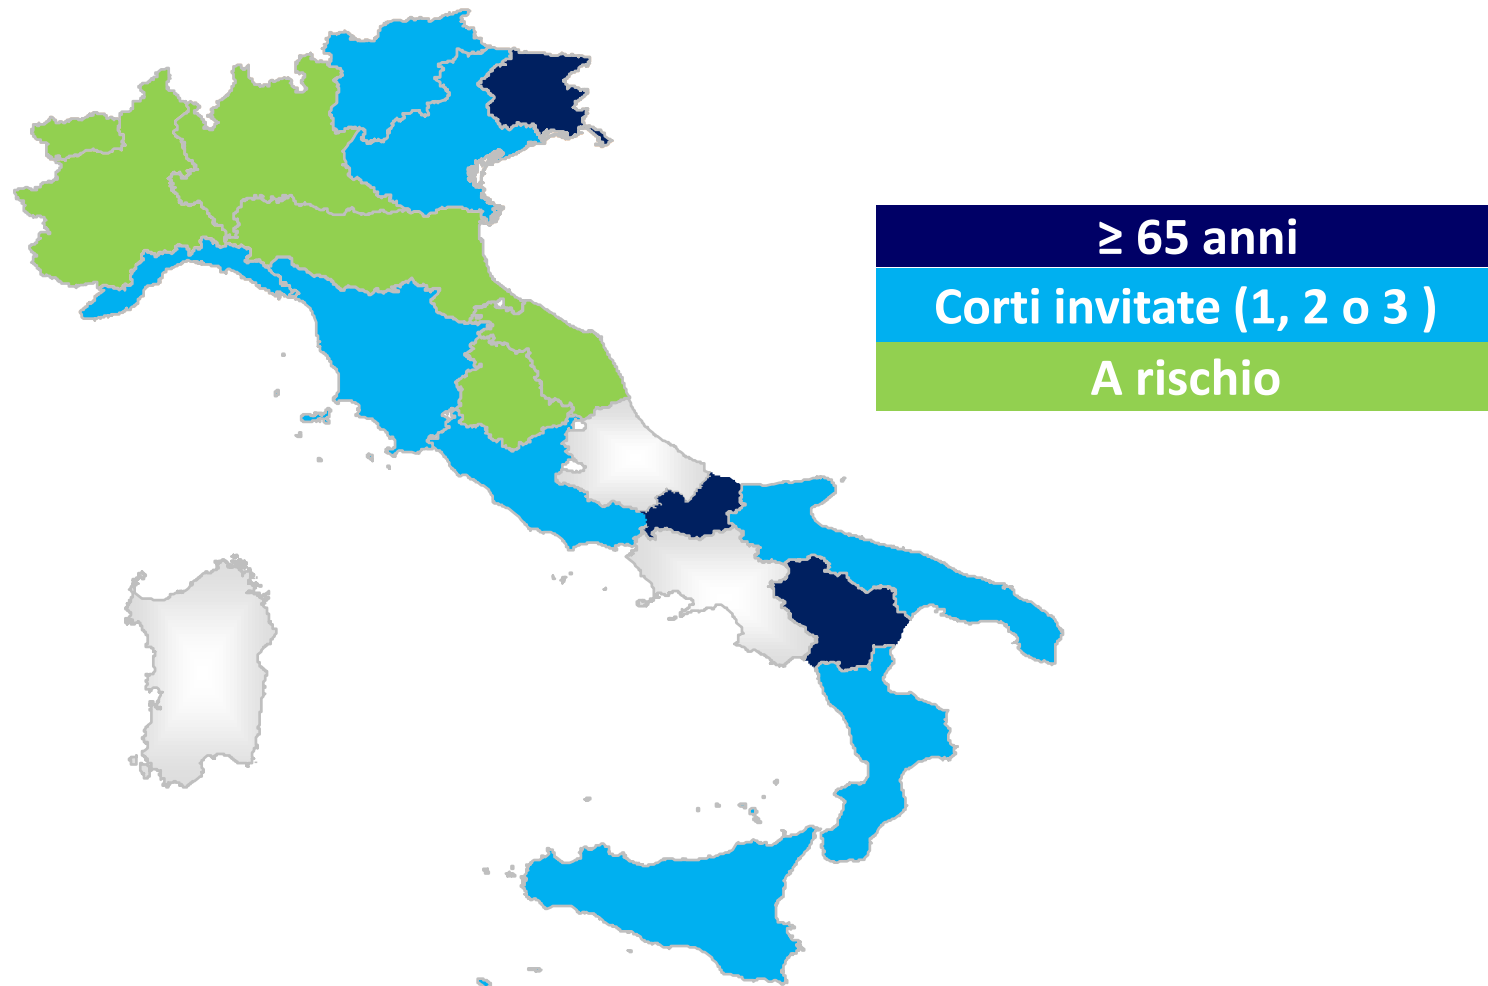 ≥ 65 anni
Corti invitate (1, 2 o 3 )
A rischio